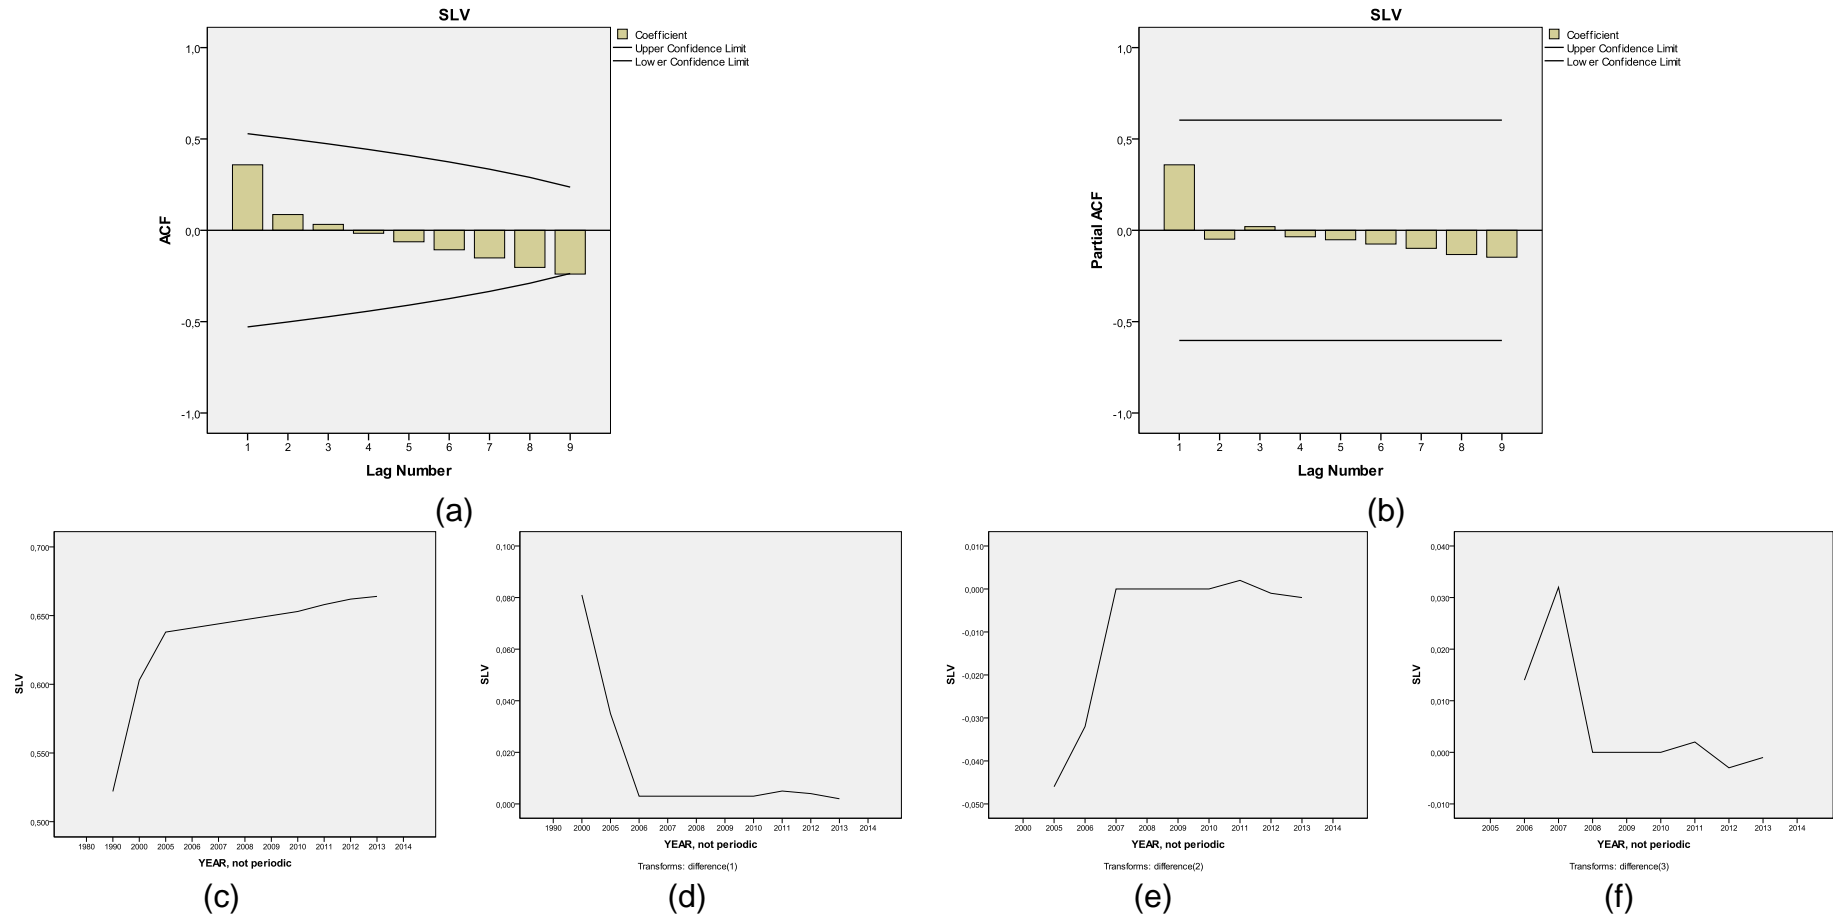 SLV
Coefficient
Upper Confidence Limit
Lower Confidence Limit
1,0
0,5
0,0
-0,5
-1,0
ACF
1 2 3 4 5 6 7 8 9
Lag Number
(a)
SLV
Coefficient
Upper Confidence Limit
Lower Confidence Limit
1,0
0,5
0,0
-0,5
-1,0
Partial ACF
1 2 3 4 5 6 7 8 9
Lag Number
(b)
0,700
0,650
0,600
0,550
0,500
SLV
1980 1990 2000 2005 2006 2007 2008 2009 2010 2011 2012 2013 2014
YEAR, not periodic
(c)
0,100
0,080
0,060
0,040
0,020
0,000
SLV
1990 2000 2005 2006 2007 2008 2009 2010 2011 2012 2013 2014
YEAR, not periodic
Transforms: difference(1)
(d)
0,010
0,000
-0,010
-0,020
-0,030
-0,040
-0,050
SLV
2000 2005 2006 2007 2008 2009 2010 2011 2012 2013 2014
YEAR, not periodic
Transforms: difference(2)
(e)
0,040
0,030
0,020
0,010
0,000
-0,010
SLV
2005 2006 2007 2008 2009 2010 2011 2012 2013 2014
YEAR, not periodic
Transforms: difference(3)
(f)